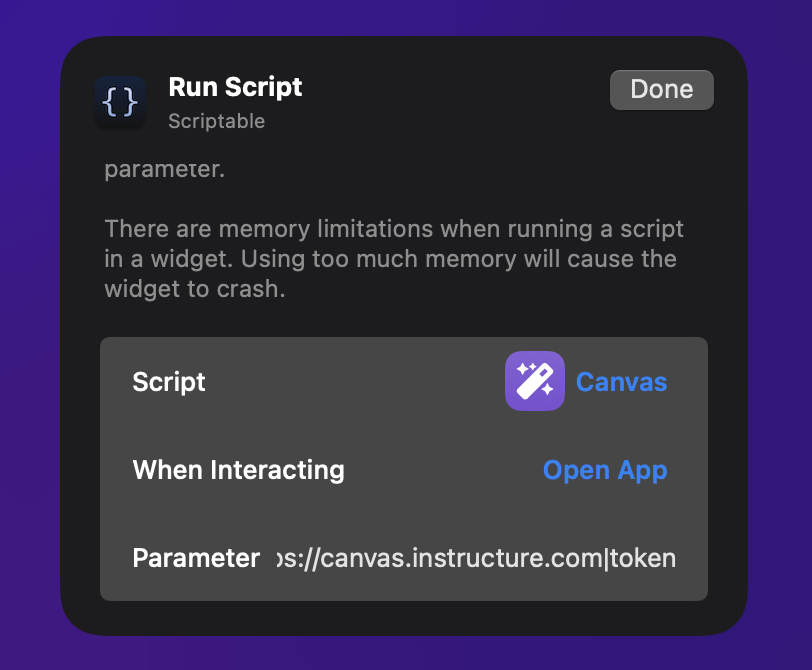 { }
Run Script
Done
Scriptable
parameter.
There are memory limitations when running a script
in a widget. Using too much memory will cause the
widget to crash.
Script
Canvas
When Interacting
Open App
Parameter
ps://canvas.instructure.com|token